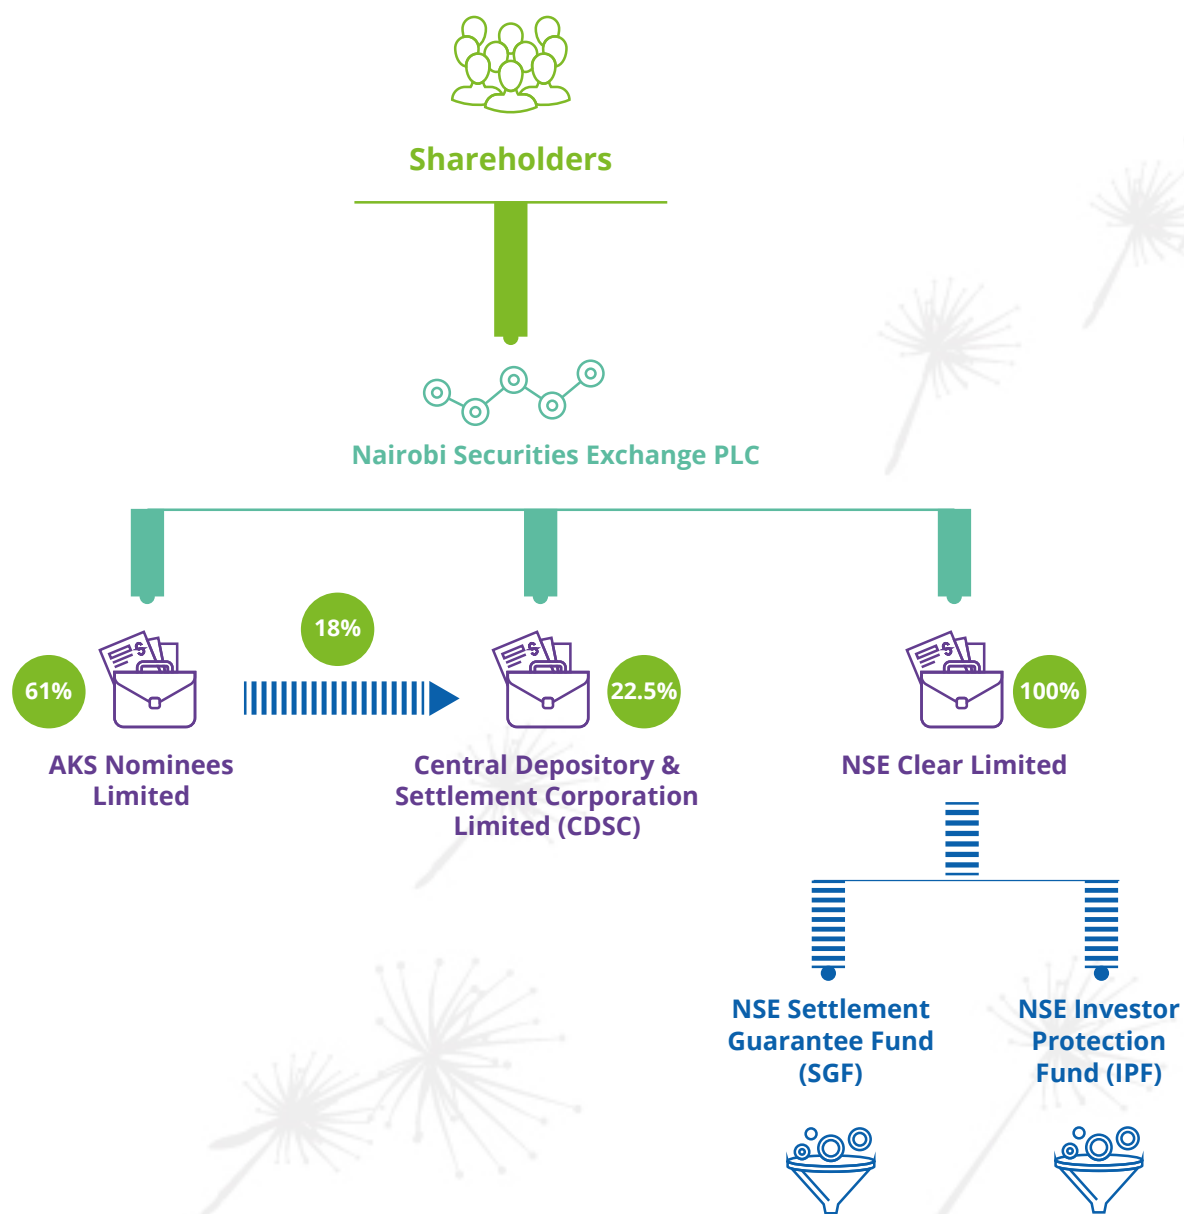 Shareholders
Nairobi Securities Exchange PLC
18%
61%
22.5%
100%
AKS Nominees
Limited
Central Depository &
Settlement Corporation
Limited (CDSC)
NSE Clear Limited
NSE Settlement
Guarantee Fund
(SGF)
NSE Investor
Protection
Fund (IPF)